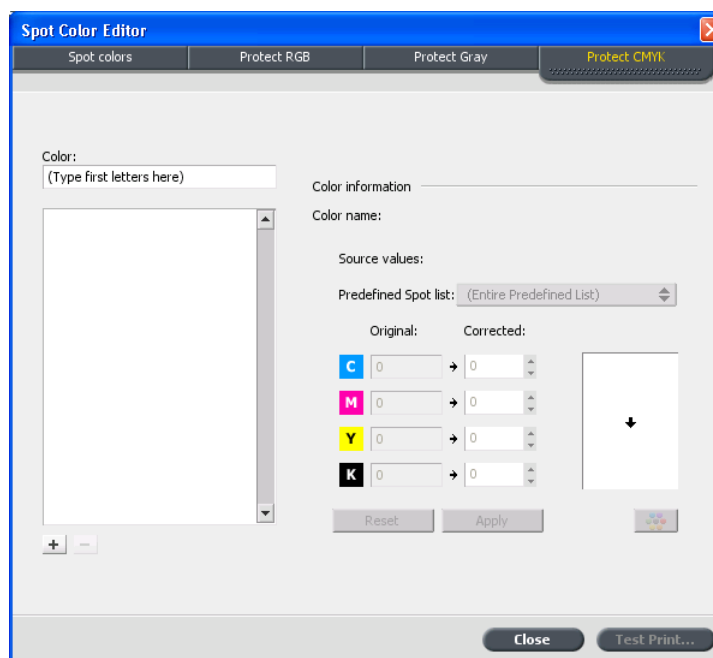 Spot Color Editor
Spot colors Protect RGB Protect Gray Protect CMYK
Color:
(Type first letters here)
Color information
Color name:
Source values:
Predefined Spot list: (Entire Predefined List)
Original: Corrected:
C 0 0
M 0 0
Y 0 0
K 0 0
Reset Apply
+ −
Close Test Print...